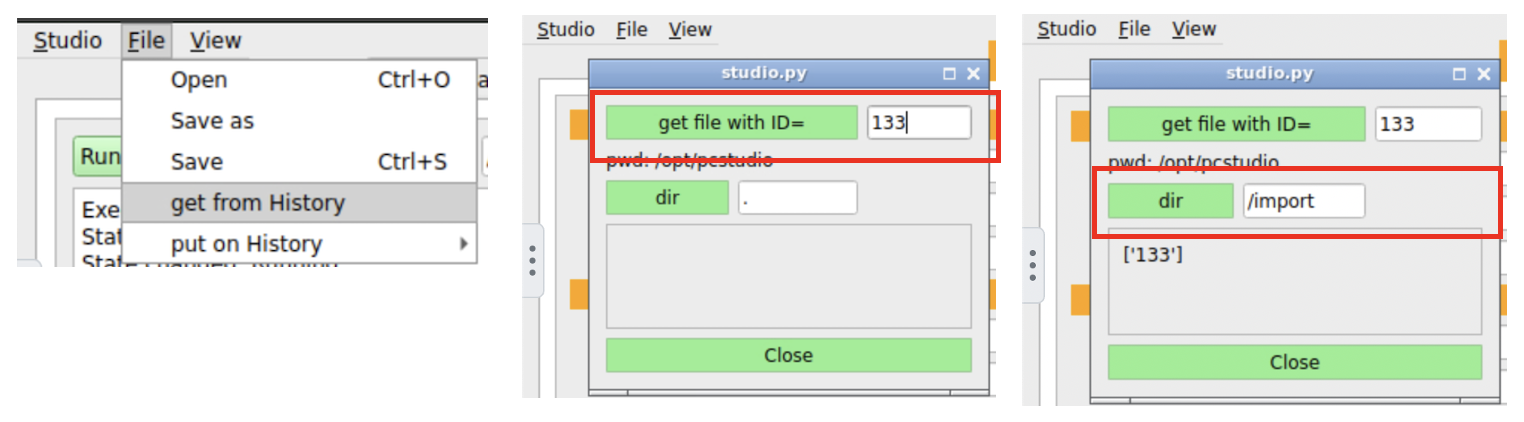 Studio File View
Open Ctrl+O
Save as
Run
Save Ctrl+S
get from History
Exe
put on History
Stat
Studio File View
studio.py
get file with ID= 133
pwd: /opt/pcstudio
dir .
Close
Studio File View
studio.py
get file with ID= 133
pwd: /opt/pcstudio
dir /import
['133']
Close